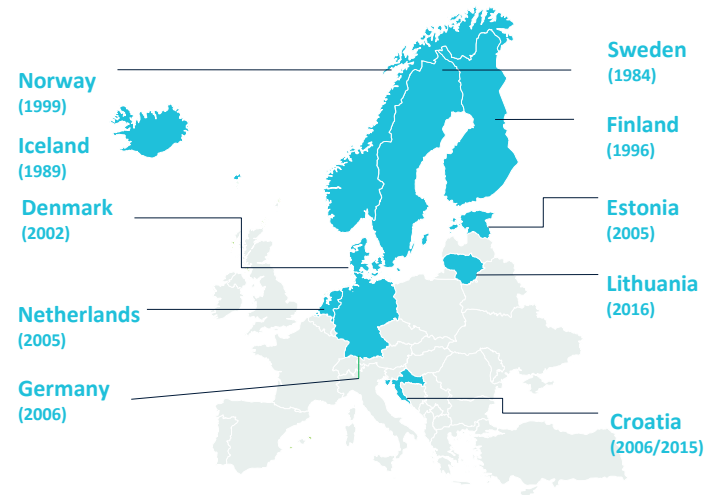 Norway
(1999)
Iceland
(1989)
Denmark
(2002)
Netherlands
(2005)
Germany
(2006)
Sweden
(1984)
Finland
(1996)
Estonia
(2005)
Lithuania
(2016)
Croatia
(2006/2015)